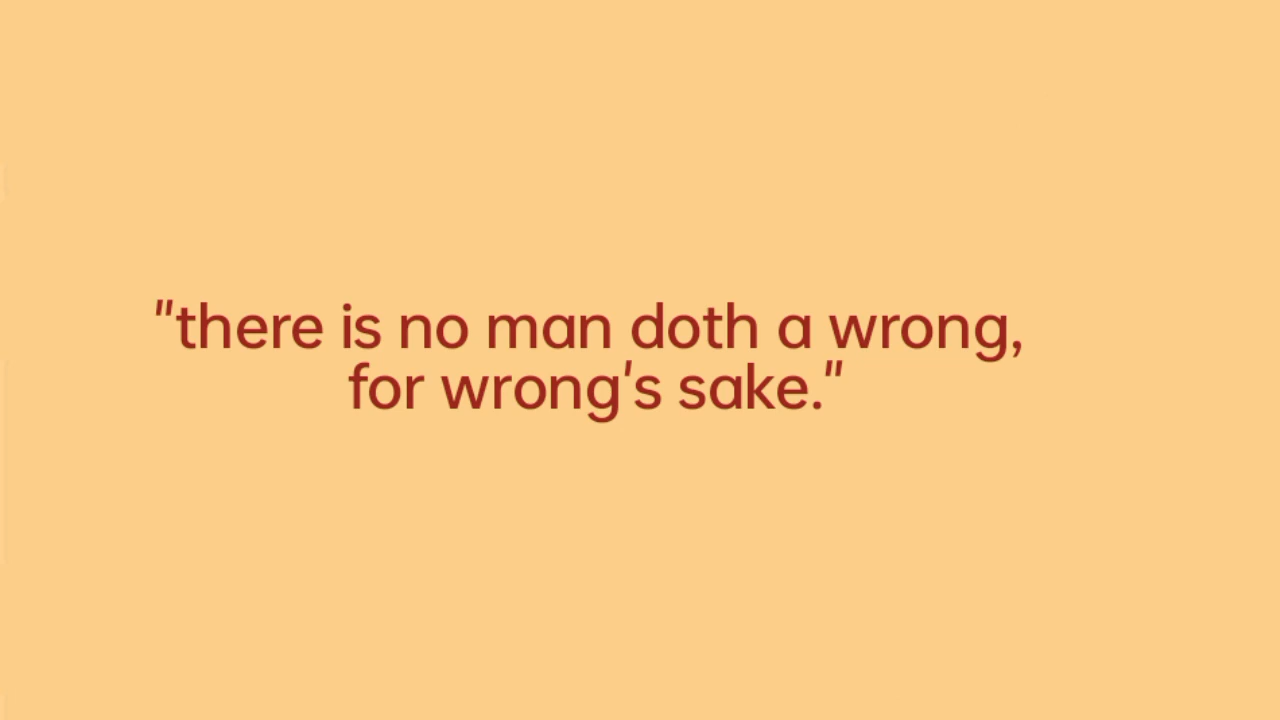 "there is no man doth a wrong,
for wrong's sake."